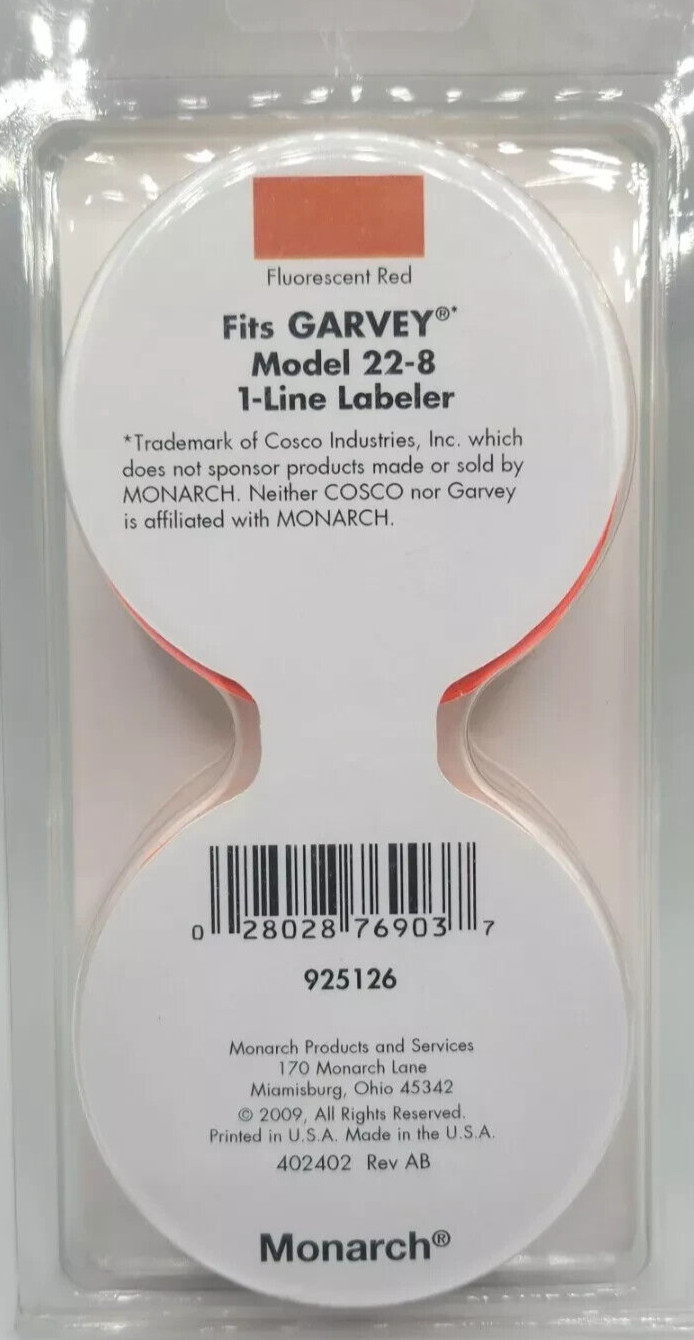 Fluorescent Red
Fits GARVEY®*
Model 22-8
1-Line Labeler
*Trademark of Cosco Industries, Inc. which
does not sponsor products made or sold by
MONARCH. Neither COSCO nor Garvey
is affiliated with MONARCH.
0 28028 76903 7
925126
Monarch Products and Services
170 Monarch Lane
Miamisburg, Ohio 45342
© 2009, All Rights Reserved.
Printed in U.S.A. Made in the U.S.A.
402402 Rev AB
Monarch®